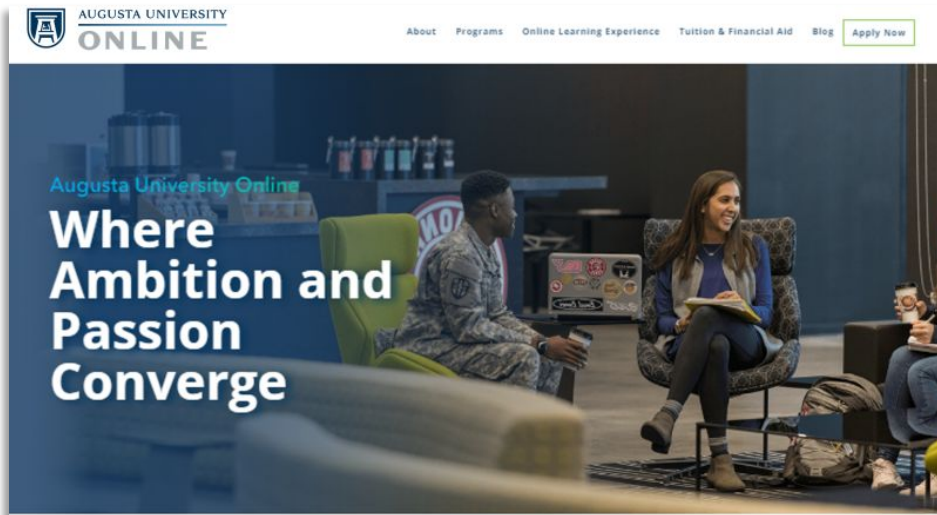 AUGUSTA UNIVERSITY
ONLINE
About Programs Online Learning Experience Tuition & Financial Aid Blog Apply Now
Augusta University Online
Where
Ambition and
Passion
Converge